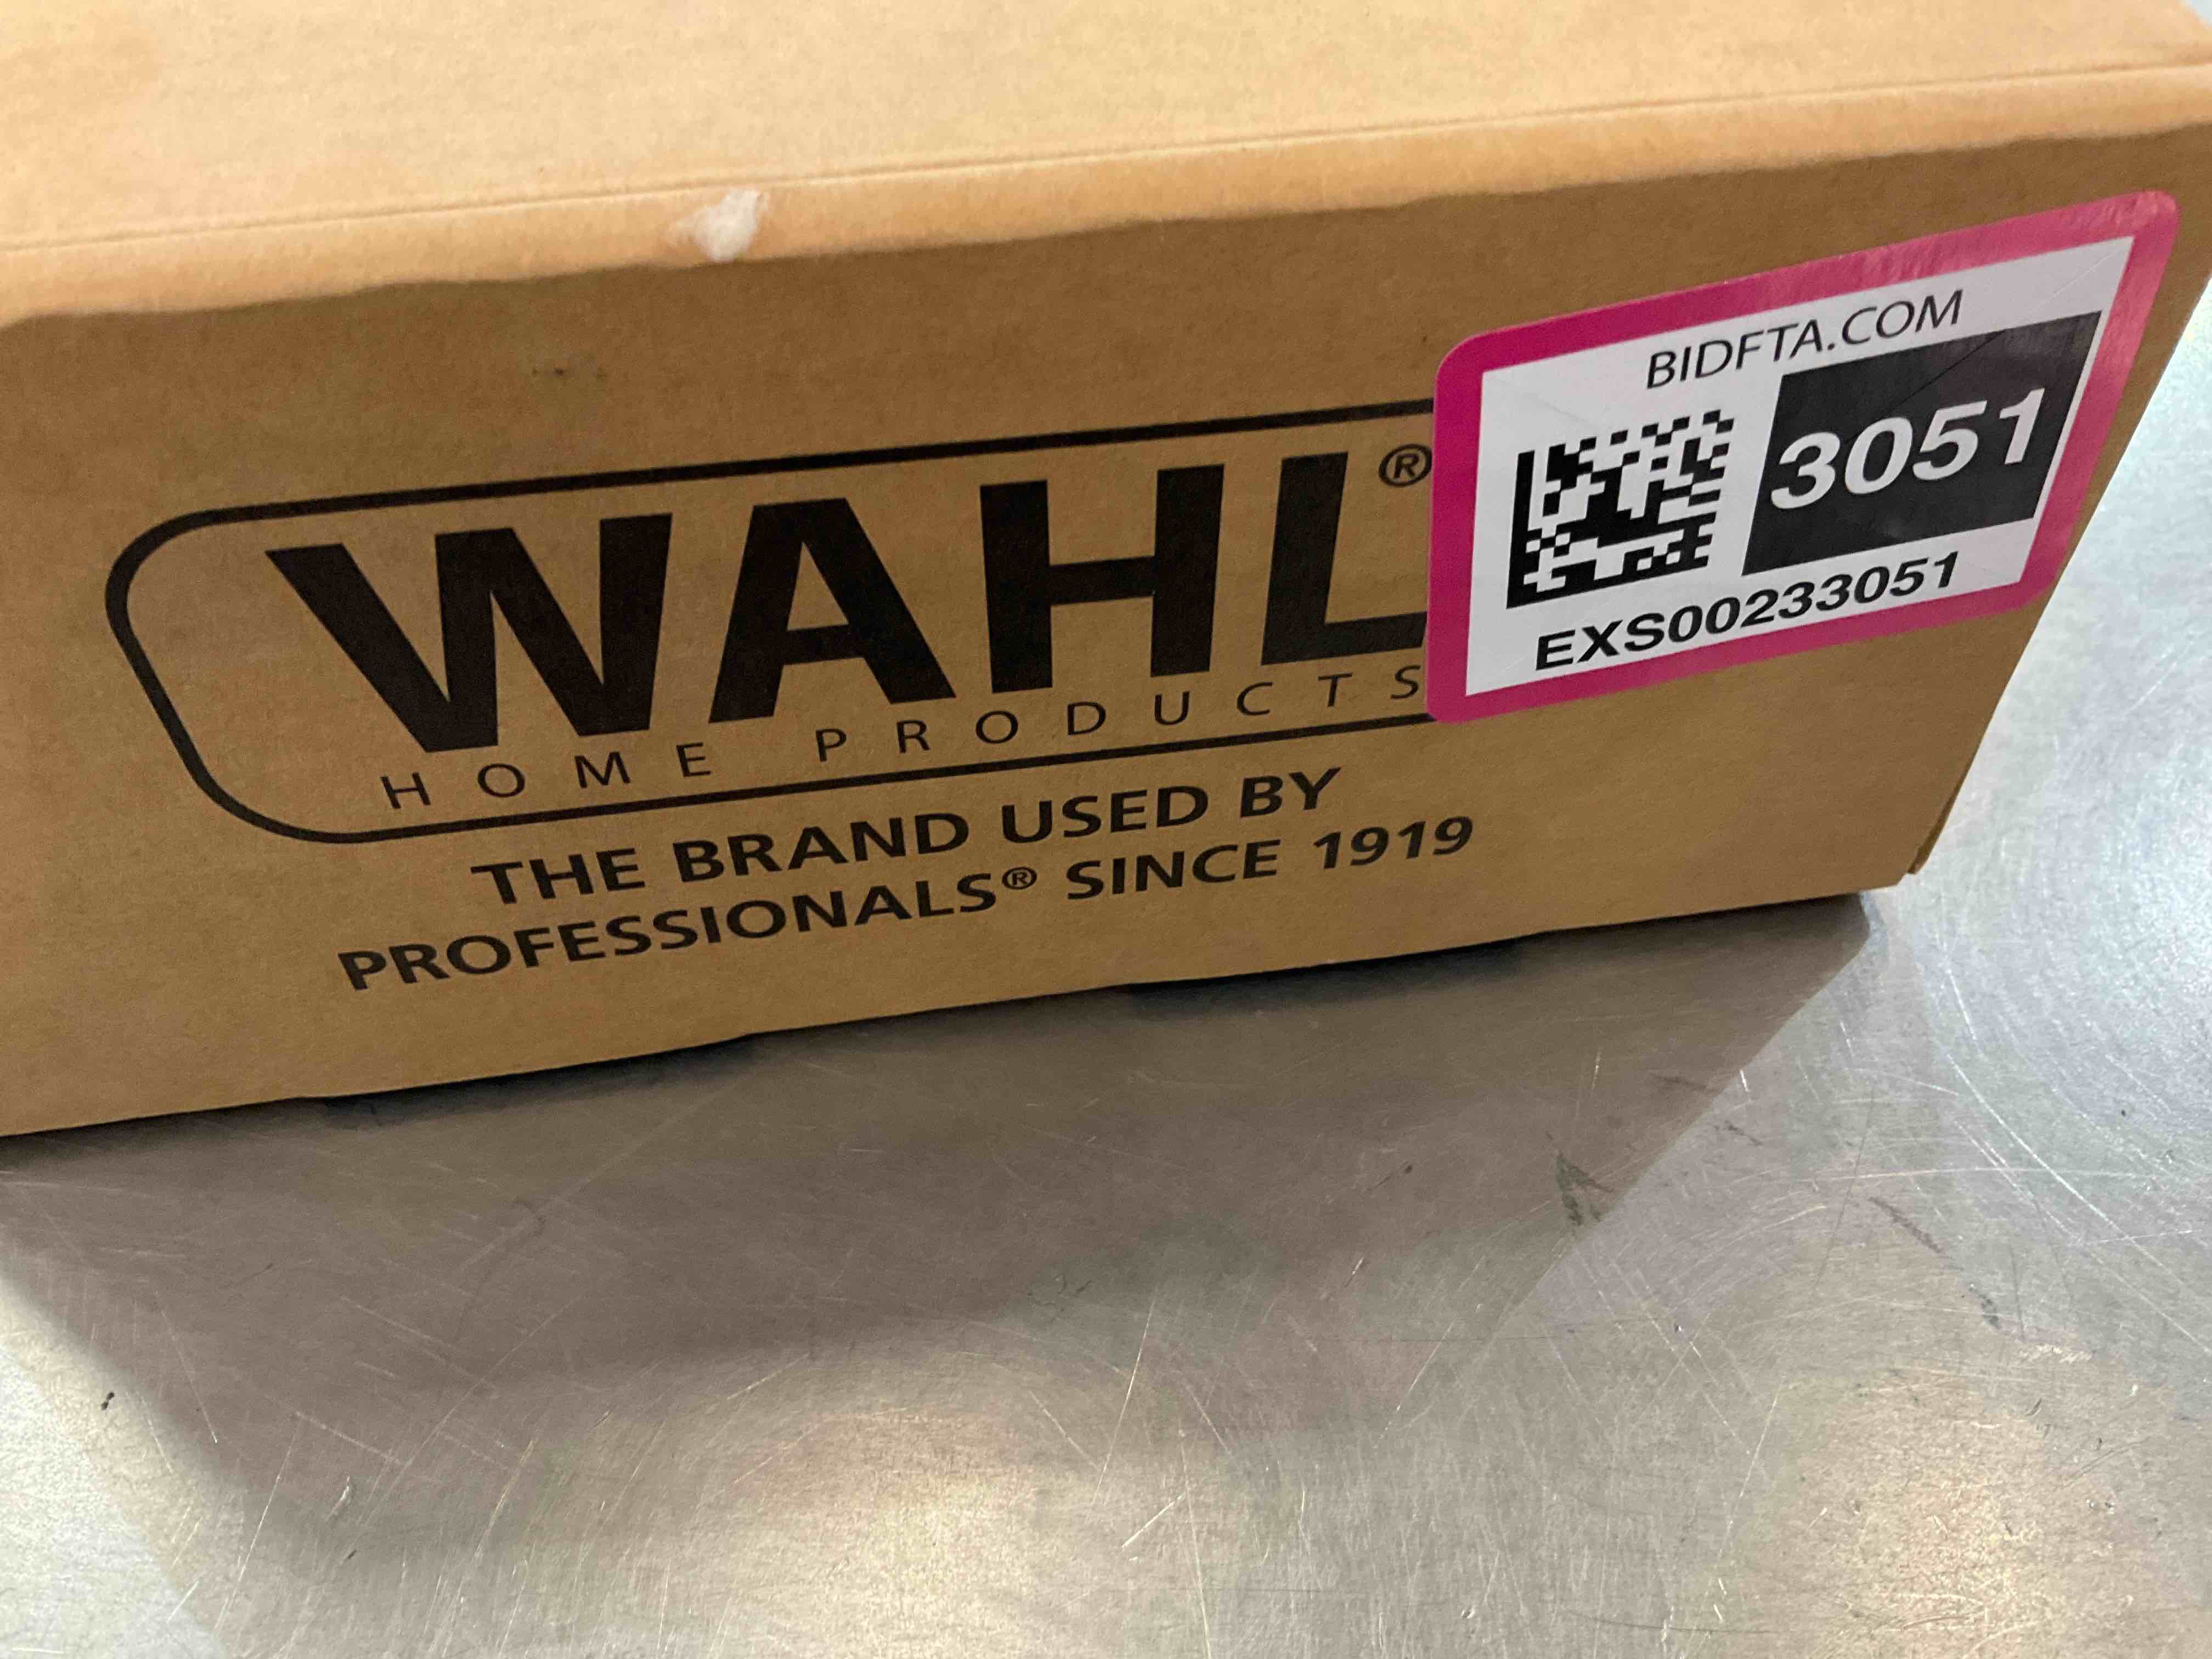 WAHL®
HOME PRODUCTS
THE BRAND USED BY
PROFESSIONALS® SINCE 1919
BIDFTA.COM
3051
EXS00233051